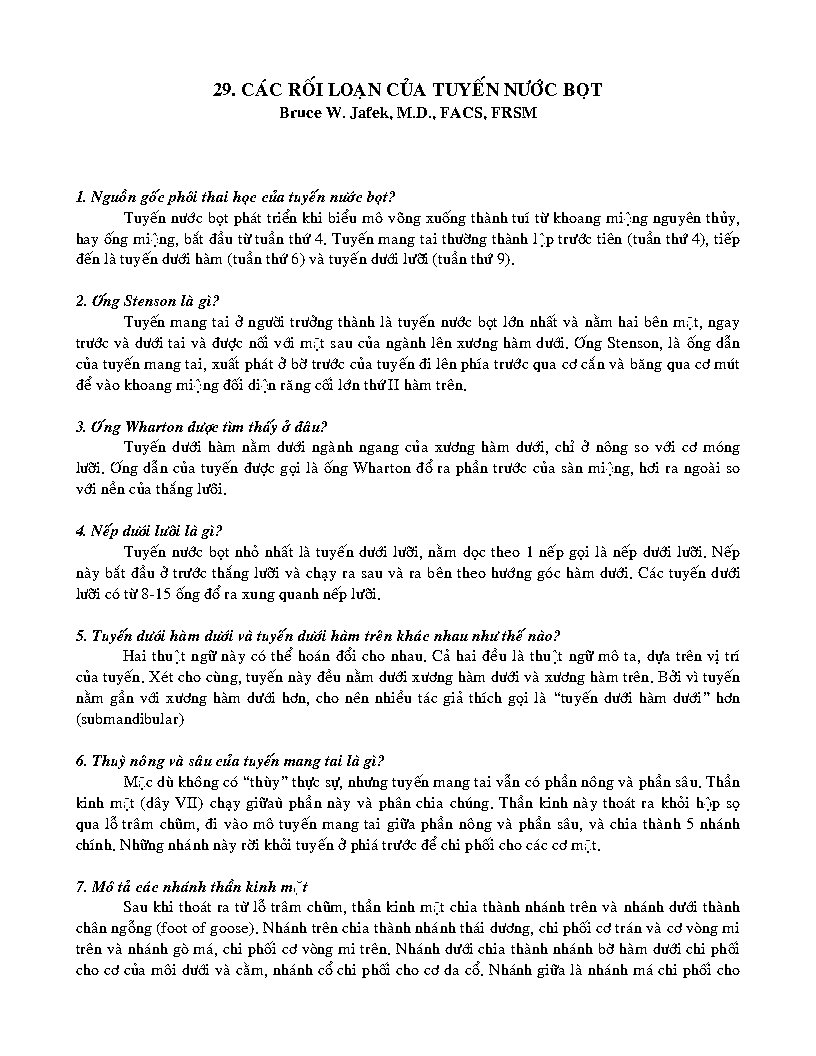 29. CÁC RỐI LOẠN CỦA TUYẾN NƯỚC BỌT
Bruce W. Jafek, M.D., FACS, FRSM
1. Nguồn gốc phôi thai học của tuyến nước bọt?
Tuyến nước bọt phát triển khi biểu mô võng xuống thành tuí từ khoang miệng nguyên thủy,
hay ống miệng, bắt đầu từ tuần thứ 4. Tuyến mang tai thường thành lập trước tiên (tuần thứ 4), tiếp
đến là tuyến dưới hàm (tuần thứ 6) và tuyến dưới lưỡi (tuần thứ 9).
2. Ống Stenson là gì?
Tuyến mang tai ở người trưởng thành là tuyến nước bọt lớn nhất và nằm hai bên mặt, ngay
trước và dưới tai và được nối với mặt sau của ngành lên xương hàm dưới. Ống Stenson, là ống dẫn
của tuyến mang tai, xuất phát ở bờ trước của tuyến đi lên phía trước qua cơ cắn và băng qua cơ mút
để vào khoang miệng đối diện răng cối lớn thứ II hàm trên.
3. Ống Wharton được tìm thấy ở đâu?
Tuyến dưới hàm nằm dưới ngành ngang của xương hàm dưới, chỉ ở nông so với cơ móng
lưỡi. Ống dẫn của tuyến được gọi là ống Wharton đổ ra phần trước của sàn miệng, hơi ra ngoài so
với nền của thắng lưỡi.
4. Nếp dưới lưỡi là gì?
Tuyến nước bọt nhỏ nhất là tuyến dưới lưỡi, nằm dọc theo 1 nếp gọi là nếp dưới lưỡi. Nếp
này bắt đầu ở trước thắng lưỡi và chạy ra sau và ra bên theo hướng góc hàm dưới. Các tuyến dưới
lưỡi có từ 8-15 ống đổ ra xung quanh nếp lưỡi.
5. Tuyến dưới hàm dưới và tuyến dưới hàm trên khác nhau như thế nào?
Hai thuật ngữ này có thể hoán đổi cho nhau. Cả hai đều là thuật ngữ mô ta, dựa trên vị trí
của tuyến. Xét cho cùng, tuyến này đều nằm dưới xương hàm dưới và xương hàm trên. Bởi vì tuyến
nằm gần với xương hàm dưới hơn, cho nên nhiều tác giả thích gọi là “tuyến dưới hàm dưới” hơn
(submandibular)
6. Thuỳ nông và sâu của tuyến mang tai là gì?
Mặc dù không có “thùy” thực sự, nhưng tuyến mang tai vẫn có phần nông và phần sâu. Thần
kinh mặt (dây VII) chạy giữaù phần này và phân chia chúng. Thần kinh này thoát ra khỏi hộp sọ
qua lỗ trâm chũm, đi vào mô tuyến mang tai giữa phần nông và phần sâu, và chia thành 5 nhánh
chính. Những nhánh này rời khỏi tuyến ở phiá trước để chi phối cho các cơ mặt.
7. Mô tả các nhánh thần kinh mặt
Sau khi thoát ra từ lỗ trâm chũm, thần kinh mặt chia thành nhánh trên và nhánh dưới thành
chân ngỗng (foot of goose). Nhánh trên chia thành nhánh thái dương, chi phối cơ trán và cơ vòng mi
trên và nhánh gò má, chi phối cơ vòng mi trên. Nhánh dưới chia thành nhánh bờ hàm dưới chi phối
cho cơ của môi dưới và cằm, nhánh cổ chi phối cho cơ da cổ. Nhánh giữa là nhánh má chi phối cho